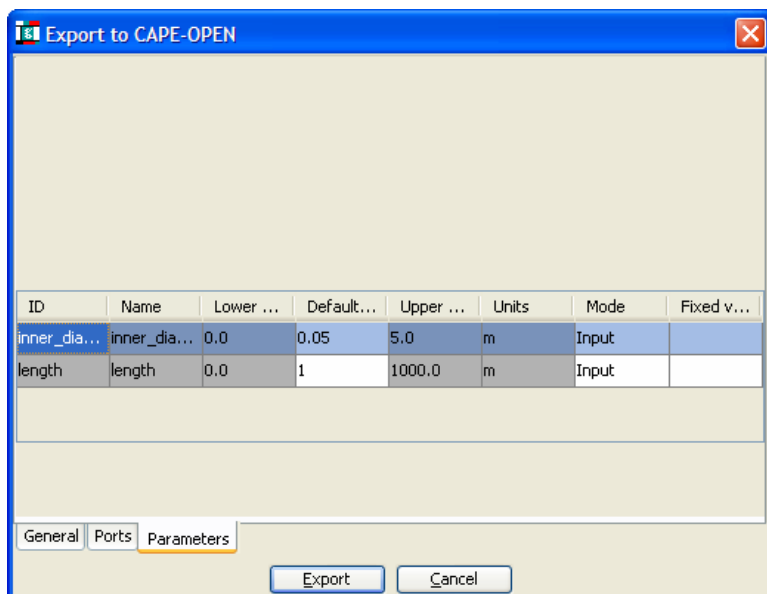 Export to CAPE-OPEN
ID Name Lower ... Default... Upper ... Units Mode Fixed v...
inner_dia... inner_dia... 0.0 0.05 5.0 m Input
length length 0.0 1 1000.0 m Input
General Ports Parameters
Export Cancel